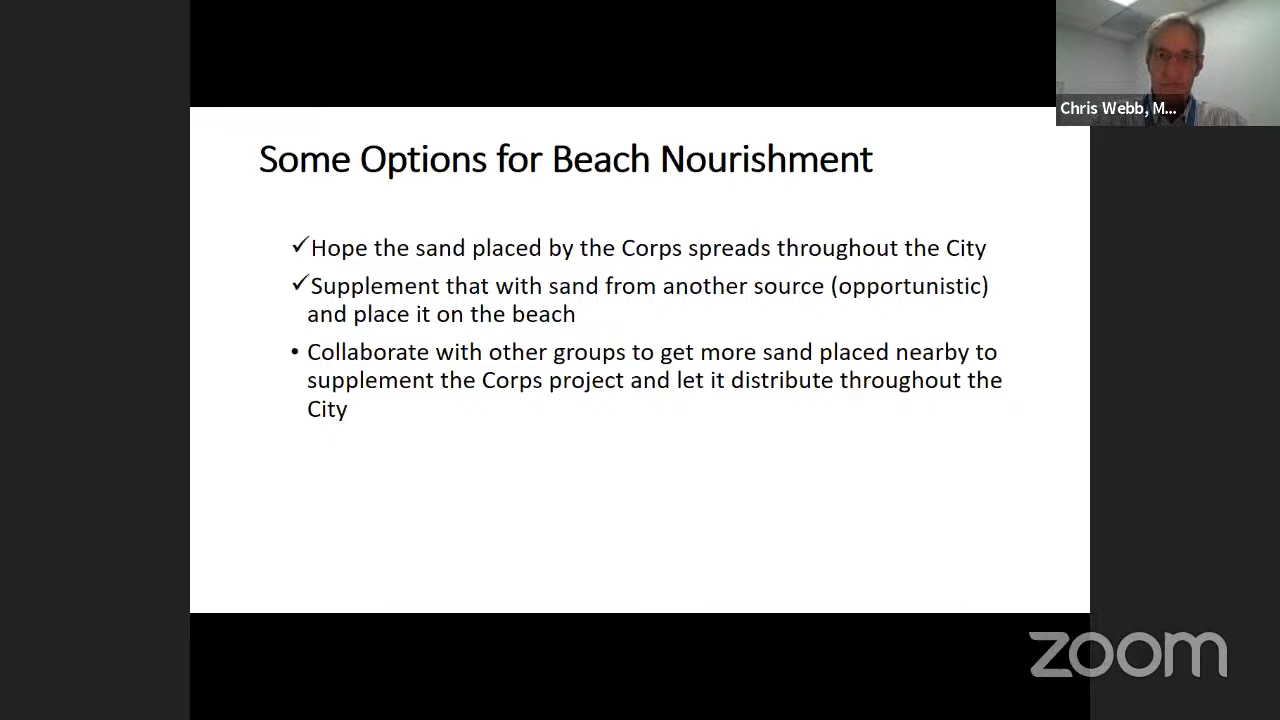 Chris Webb, M...
Some Options for Beach Nourishment
✓Hope the sand placed by the Corps spreads throughout the City
✓Supplement that with sand from another source (opportunistic)
and place it on the beach
• Collaborate with other groups to get more sand placed nearby to
supplement the Corps project and let it distribute throughout the
City
zoom